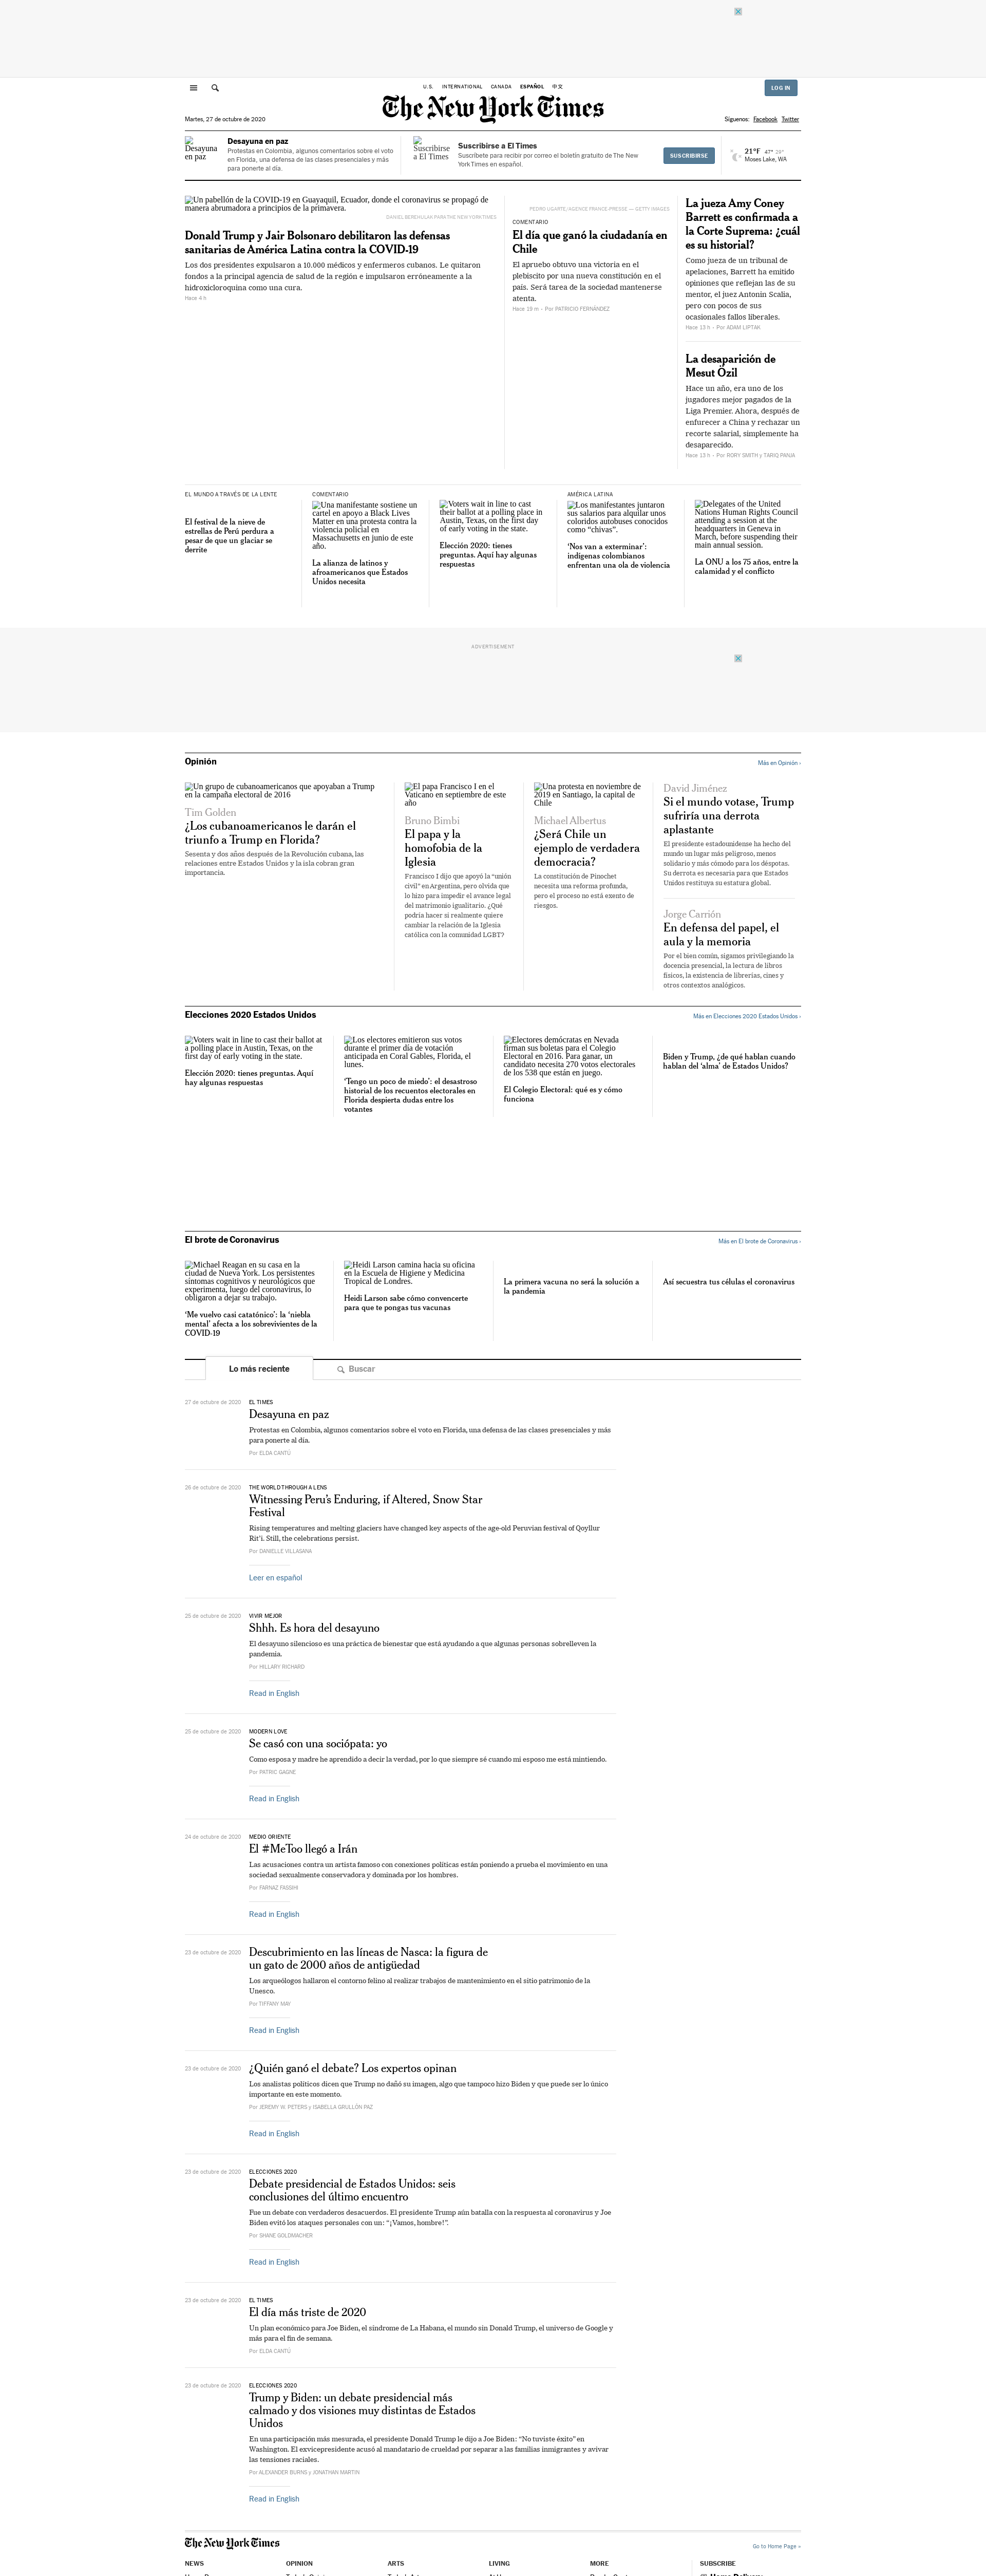 U.S. INTERNATIONAL CANADA ESPAÑOL 中文
LOG IN
The New York Times
Martes, 27 de octubre de 2020
Síguenos: Facebook Twitter
Desayuna en paz
Desayuna en paz
Protestas en Colombia, algunos comentarios sobre el voto
en Florida, una defensa de las clases presenciales y más
para ponerte al día.
Suscribirse a El Times
Suscribirse a El Times
Suscríbete para recibir por correo el boletín gratuito de The New
York Times en español.
SUSCRIBIRSE
21°F 47° 28°
Moses Lake, WA
Un pabellón de la COVID-19 en Guayaquil, Ecuador, donde el coronavirus se propagó de
manera abrumadora a principios de la primavera.
DANIEL BEREHULAK PARA THE NEW YORK TIMES
Donald Trump y Jair Bolsonaro debilitaron las defensas
sanitarias de América Latina contra la COVID-19
Los dos presidentes expulsaron a 10.000 médicos y enfermeros cubanos. Le quitaron
fondos a la principal agencia de salud de la región e impulsaron erróneamente a la
hidroxicloroquina como una cura.
Hace 4 h
PEDRO UGARTE/AGENCE FRANCE-PRESSE — GETTY IMAGES
COMENTARIO
El día que ganó la ciudadanía en
Chile
El apruebo obtuvo una victoria en el
plebiscito por una nueva constitución en el
país. Será tarea de la sociedad mantenerse
atenta.
Hace 19 m - Por PATRICIO FERNÁNDEZ
La jueza Amy Coney
Barrett es confirmada a
la Corte Suprema: ¿cuál
es su historial?
Como jueza de un tribunal de
apelaciones, Barrett ha emitido
opiniones que reflejan las de su
mentor, el juez Antonin Scalia,
pero con pocos de sus
ocasionales fallos liberales.
Hace 13 h - Por ADAM LIPTAK
La desaparición de
Mesut Özil
Hace un año, era uno de los
jugadores mejor pagados de la
Liga Premier. Ahora, después de
enfurecer a China y rechazar un
recorte salarial, simplemente ha
desaparecido.
Hace 13 h - Por RORY SMITH y TARIQ PANJA
EL MUNDO A TRAVÉS DE LA LENTE
El festival de la nieve de
estrellas de Perú perdura a
pesar de que un glaciar se
derrite
COMENTARIO
Una manifestante sostiene un
cartel en apoyo a Black Lives
Matter en una protesta contra la
violencia policial en
Massachusetts en junio de este
año.
La alianza de latinos y
afroamericanos que Estados
Unidos necesita
Voters wait in line to cast
their ballot at a polling place in
Austin, Texas, on the first day
of early voting in the state.
Elección 2020: tienes
preguntas. Aquí hay algunas
respuestas
AMÉRICA LATINA
Los manifestantes juntaron
sus salarios para alquilar unos
coloridos autobuses conocidos
como “chivas”.
‘Nos van a exterminar’:
indígenas colombianos
enfrentan una ola de violencia
Delegates of the United
Nations Human Rights Council
attending a session at the
headquarters in Geneva in
March, before suspending their
main annual session.
La ONU a los 75 años, entre la
calamidad y el conflicto
ADVERTISEMENT
Opinión
Más en Opinión ›
Un grupo de cubanoamericanos que apoyaban a Trump
en la campaña electoral de 2016
Tim Golden
¿Los cubanoamericanos le darán el
triunfo a Trump en Florida?
Sesenta y dos años después de la Revolución cubana, las
relaciones entre Estados Unidos y la isla cobran gran
importancia.
El papa Francisco I en el
Vaticano en septiembre de este
año
Bruno Bimbi
El papa y la
homofobia de la
Iglesia
Francisco I dijo que apoyó la “unión
civil” en Argentina, pero olvida que
lo hizo para impedir el avance legal
del matrimonio igualitario. ¿Qué
podría hacer si realmente quiere
cambiar la relación de la Iglesia
católica con la comunidad LGBT?
Una protesta en noviembre de
2019 en Santiago, la capital de
Chile
Michael Albertus
¿Será Chile un
ejemplo de verdadera
democracia?
La constitución de Pinochet
necesita una reforma profunda,
pero el proceso no está exento de
riesgos.
David Jiménez
Si el mundo votase, Trump
sufriría una derrota
aplastante
El presidente estadounidense ha hecho del
mundo un lugar más peligroso, menos
solidario y más cómodo para los déspotas.
Su derrota es necesaria para que Estados
Unidos restituya su estatura global.
Jorge Carrión
En defensa del papel, el
aula y la memoria
Por el bien común, sigamos privilegiando la
docencia presencial, la lectura de libros
físicos, la existencia de librerías, cines y
otros contextos analógicos.
Elecciones 2020 Estados Unidos
Más en Elecciones 2020 Estados Unidos ›
Voters wait in line to cast their ballot at
a polling place in Austin, Texas, on the
first day of early voting in the state.
Elección 2020: tienes preguntas. Aquí
hay algunas respuestas
Los electores emitieron sus votos
durante el primer día de votación
anticipada en Coral Gables, Florida, el
lunes.
‘Tengo un poco de miedo’: el desastroso
historial de los recuentos electorales en
Florida despierta dudas entre los
votantes
Electores demócratas en Nevada
firman sus boletas para el Colegio
Electoral en 2016. Para ganar, un
candidato necesita 270 votos electorales
de los 538 que están en juego.
El Colegio Electoral: qué es y cómo
funciona
Biden y Trump, ¿de qué hablan cuando
hablan del ‘alma’ de Estados Unidos?
El brote de Coronavirus
Más en El brote de Coronavirus ›
Michael Reagan en su casa en la
ciudad de Nueva York. Los persistentes
síntomas cognitivos y neurológicos que
experimenta, luego del coronavirus, lo
obligaron a dejar su trabajo.
‘Me vuelvo casi catatónico’: la ‘niebla
mental’ afecta a los sobrevivientes de la
COVID-19
Heidi Larson camina hacia su oficina
en la Escuela de Higiene y Medicina
Tropical de Londres.
Heidi Larson sabe cómo convencerte
para que te pongas tus vacunas
La primera vacuna no será la solución a
la pandemia
Así secuestra tus células el coronavirus
Lo más reciente
Buscar
27 de octubre de 2020
EL TIMES
Desayuna en paz
Protestas en Colombia, algunos comentarios sobre el voto en Florida, una defensa de las clases presenciales y más
para ponerte al día.
Por ELDA CANTÚ
26 de octubre de 2020
THE WORLD THROUGH A LENS
Witnessing Peru’s Enduring, if Altered, Snow Star
Festival
Rising temperatures and melting glaciers have changed key aspects of the age-old Peruvian festival of Qoyllur
Rit’i. Still, the celebrations persist.
Por DANIELLE VILLASANA
Leer en español
25 de octubre de 2020
VIVIR MEJOR
Shhh. Es hora del desayuno
El desayuno silencioso es una práctica de bienestar que está ayudando a que algunas personas sobrelleven la
pandemia.
Por HILLARY RICHARD
Read in English
25 de octubre de 2020
MODERN LOVE
Se casó con una sociópata: yo
Como esposa y madre he aprendido a decir la verdad, por lo que siempre sé cuando mi esposo me está mintiendo.
Por PATRIC GAGNE
Read in English
24 de octubre de 2020
MEDIO ORIENTE
El #MeToo llegó a Irán
Las acusaciones contra un artista famoso con conexiones políticas están poniendo a prueba el movimiento en una
sociedad sexualmente conservadora y dominada por los hombres.
Por FARNAZ FASSIHI
Read in English
23 de octubre de 2020
Descubrimiento en las líneas de Nasca: la figura de
un gato de 2000 años de antigüedad
Los arqueólogos hallaron el contorno felino al realizar trabajos de mantenimiento en el sitio patrimonio de la
Unesco.
Por TIFFANY MAY
Read in English
23 de octubre de 2020
¿Quién ganó el debate? Los expertos opinan
Los analistas políticos dicen que Trump no dañó su imagen, algo que tampoco hizo Biden y que puede ser lo único
importante en este momento.
Por JEREMY W. PETERS y ISABELLA GRULLÓN PAZ
Read in English
23 de octubre de 2020
ELECCIONES 2020
Debate presidencial de Estados Unidos: seis
conclusiones del último encuentro
Fue un debate con verdaderos desacuerdos. El presidente Trump aún batalla con la respuesta al coronavirus y Joe
Biden evitó los ataques personales con un: “¡Vamos, hombre!”.
Por SHANE GOLDMACHER
Read in English
23 de octubre de 2020
EL TIMES
El día más triste de 2020
Un plan económico para Joe Biden, el síndrome de La Habana, el mundo sin Donald Trump, el universo de Google y
más para el fin de semana.
Por ELDA CANTÚ
23 de octubre de 2020
ELECCIONES 2020
Trump y Biden: un debate presidencial más
calmado y dos visiones muy distintas de Estados
Unidos
En una participación más mesurada, el presidente Donald Trump le dijo a Joe Biden: “No tuviste éxito” en
Washington. El exvicepresidente acusó al mandatario de crueldad por separar a las familias inmigrantes y avivar
las tensiones raciales.
Por ALEXANDER BURNS y JONATHAN MARTIN
Read in English
The New York Times
Go to Home Page »
NEWS OPINION ARTS LIVING MORE SUBSCRIBE